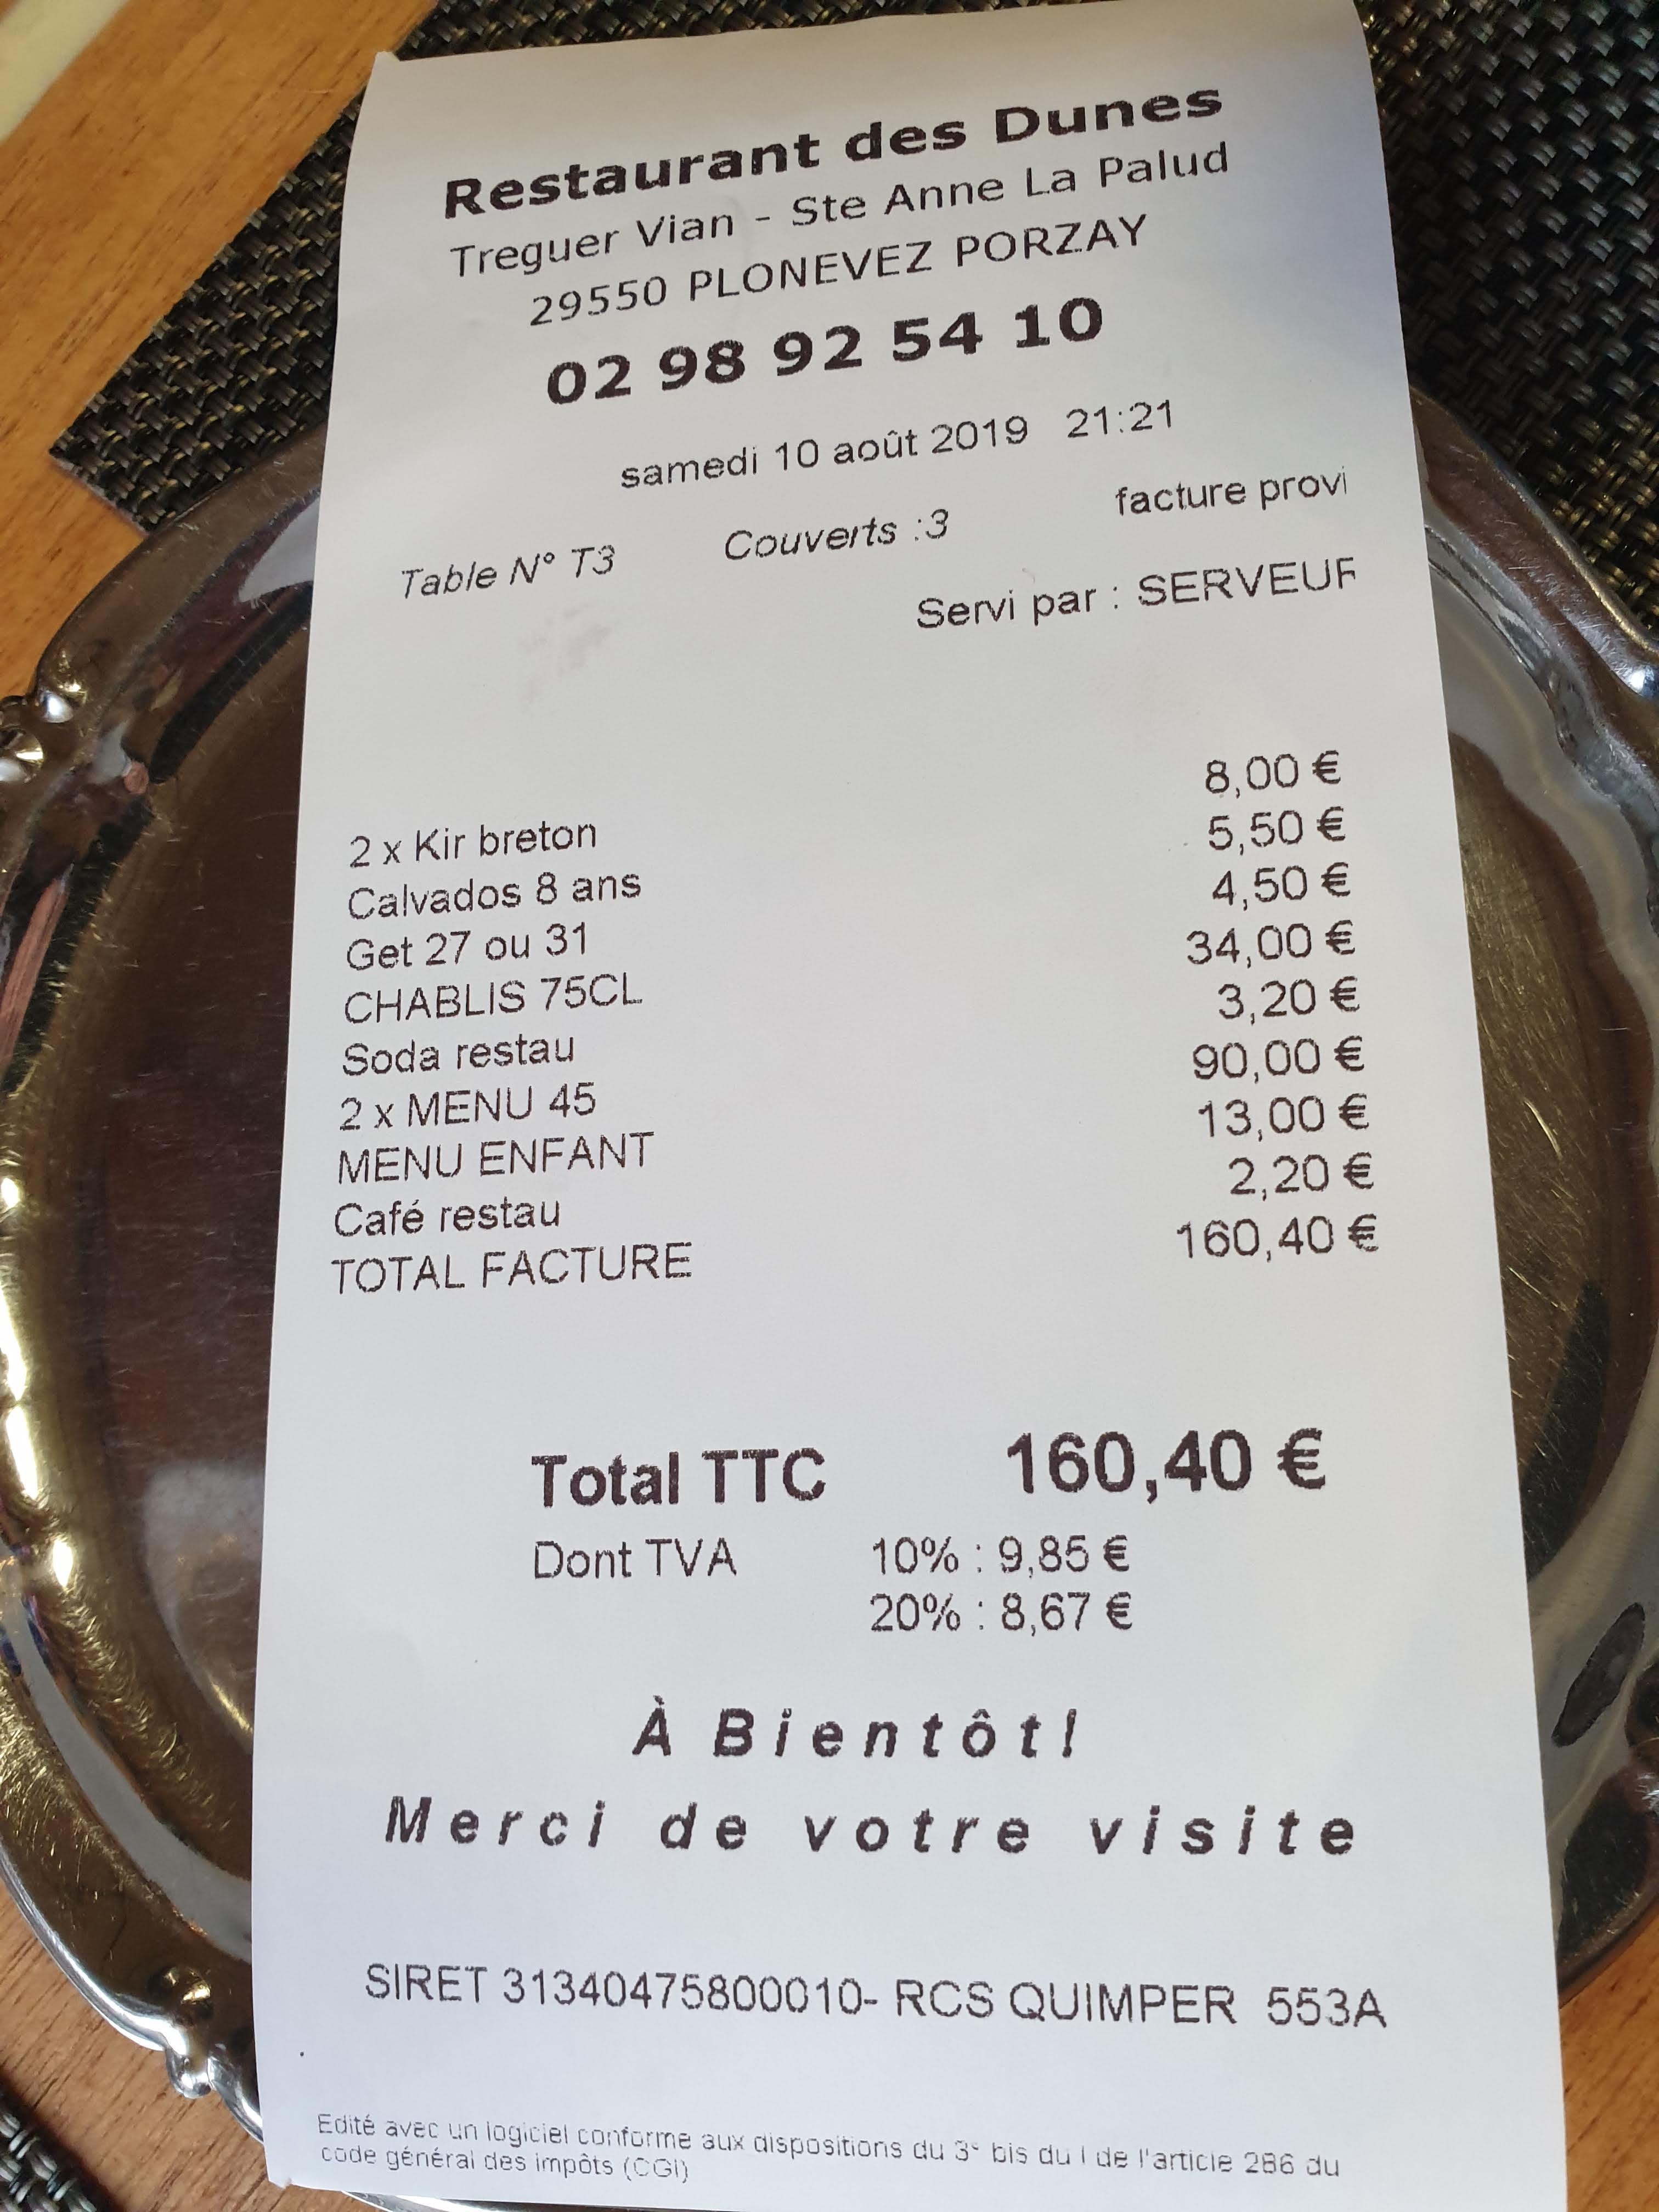 Restaurant des Dunes
Treguer Vian - Ste Anne La Palud
29550 PLONEVEZ PORZAY
02 98 92 54 10
samedi 10 août 2019 21:21
Table N° T3 Couverts :3 facture provi
Servi par : SERVEUR
2 x Kir breton 8,00 €
Calvados 8 ans 5,50 €
Get 27 ou 31 4,50 €
CHABLIS 75CL 34,00 €
Soda restau 3,20 €
2 x MENU 45 90,00 €
MENU ENFANT 13,00 €
Café restau 2,20 €
TOTAL FACTURE 160,40 €
Total TTC 160,40 €
Dont TVA 10% : 9,85 €
20% : 8,67 €
À Bientôt!
Merci de votre visite
SIRET 31340475800010- RCS QUIMPER 553A
Edité avec un logiciel conforme aux dispositions du 3° bis du I de l'article 286 du
code général des impôts (CGI)